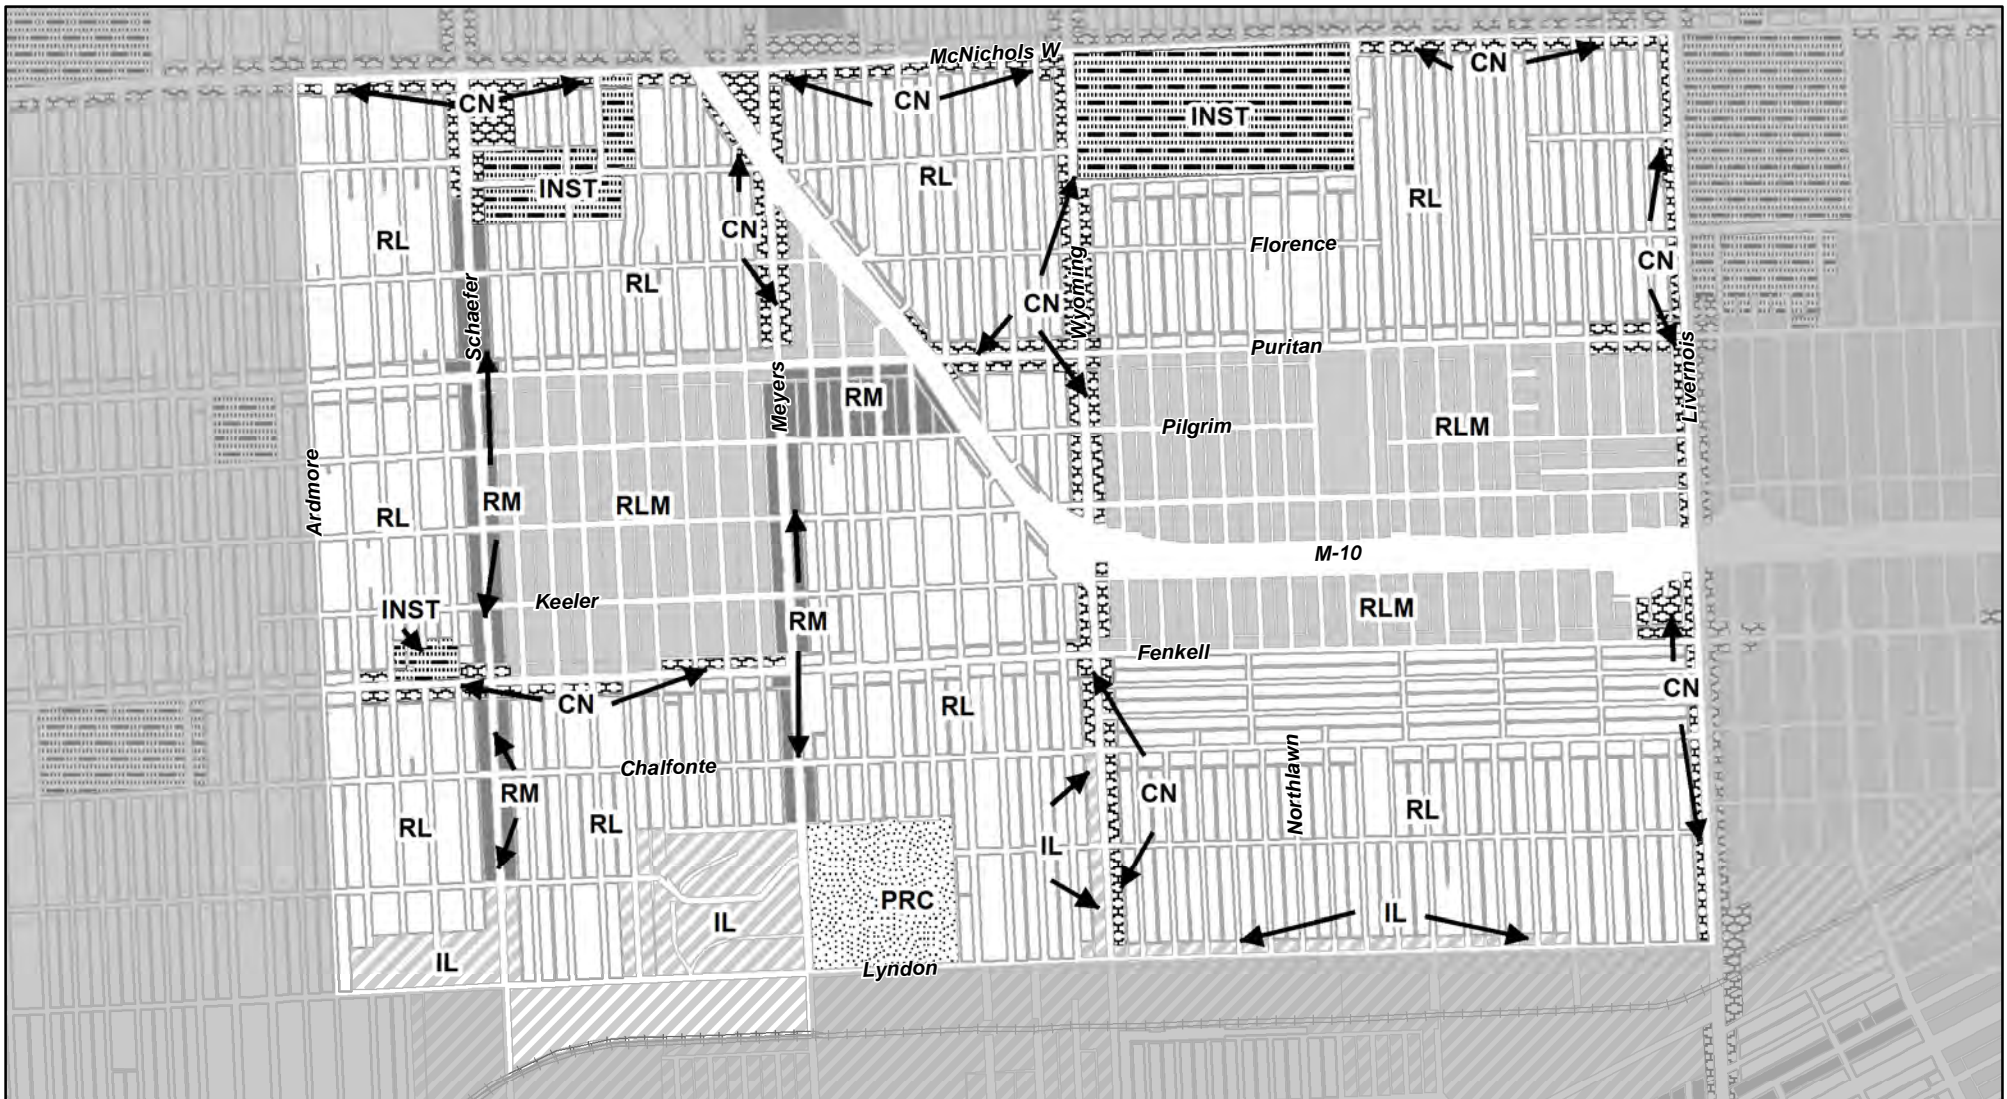 McNichols W
CN
CN
CN
INST
INST
RL
RL
RL
RL
CN
CN
CN
Florence
Schaefer
Wyoming
Puritan
Livernois
Meyers
RM
Pilgrim
RLM
Ardmore
RL
RM
RLM
M-10
INST
Keeler
RM
RLM
Fenkell
CN
RL
CN
Chalfonte
Northlawn
RM
CN
RL
RL
RL
IL
PRC
IL
IL
IL
Lyndon